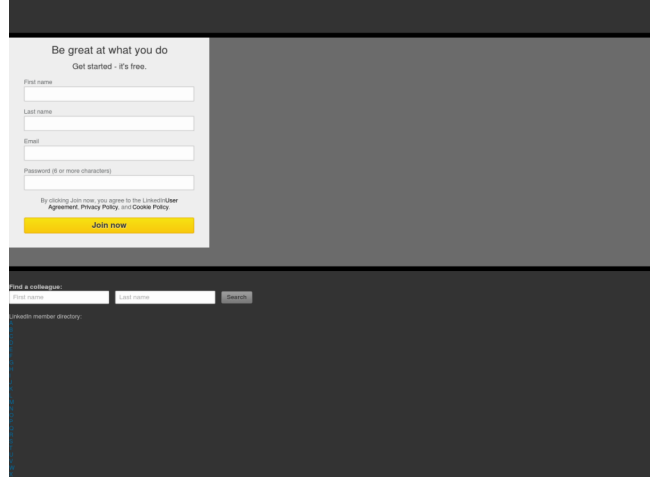 Be great at what you do
Get started - it's free.
First name
Last name
Email
Password (6 or more characters)
By clicking Join now, you agree to the LinkedInUser
Agreement, Privacy Policy, and Cookie Policy.
Join now
Find a colleague:
First name Last name Search
LinkedIn member directory: